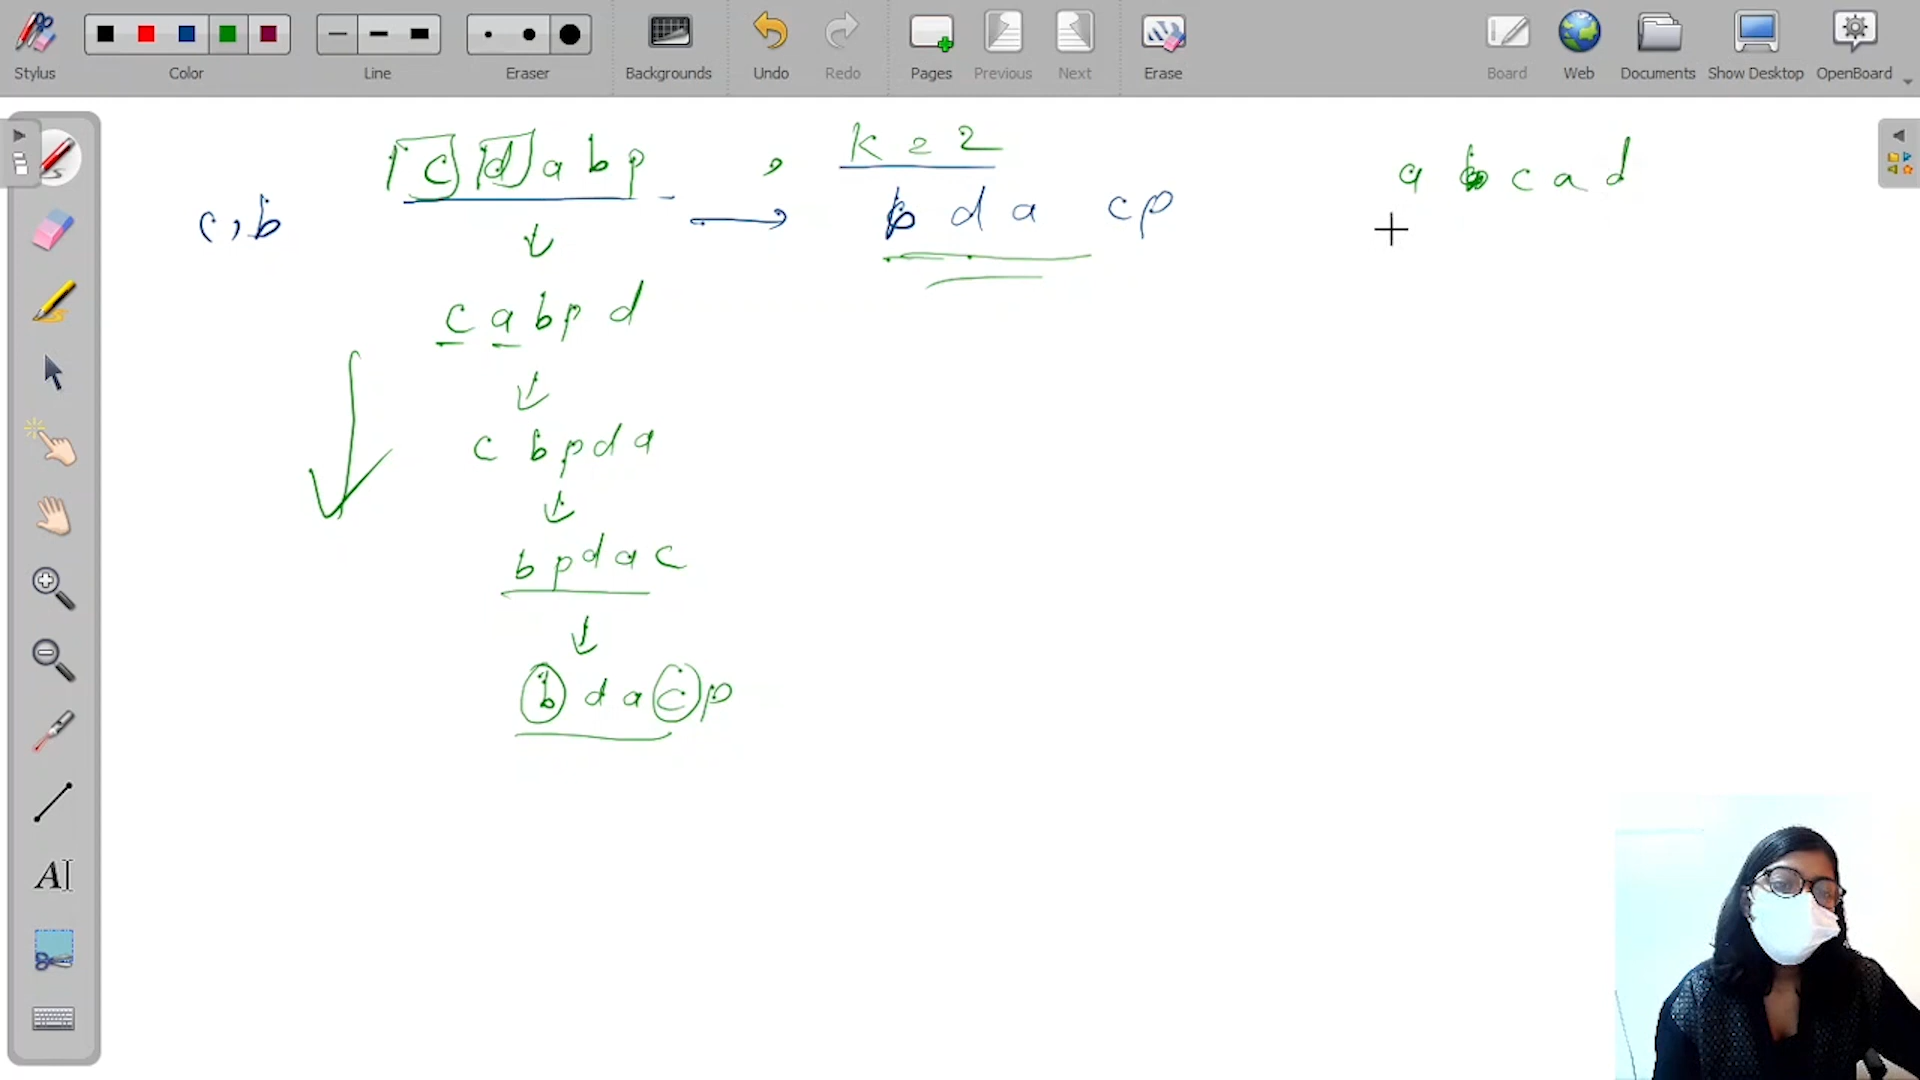 Stylus Color Line Eraser Backgrounds Undo Redo Pages Previous Next Erase Board Web Documents Show Desktop OpenBoard
c d a b p , k = 2
a b c a d
c, b
b d a c p
c a b p d
c b p d a
b p d a c
b d a c p
A